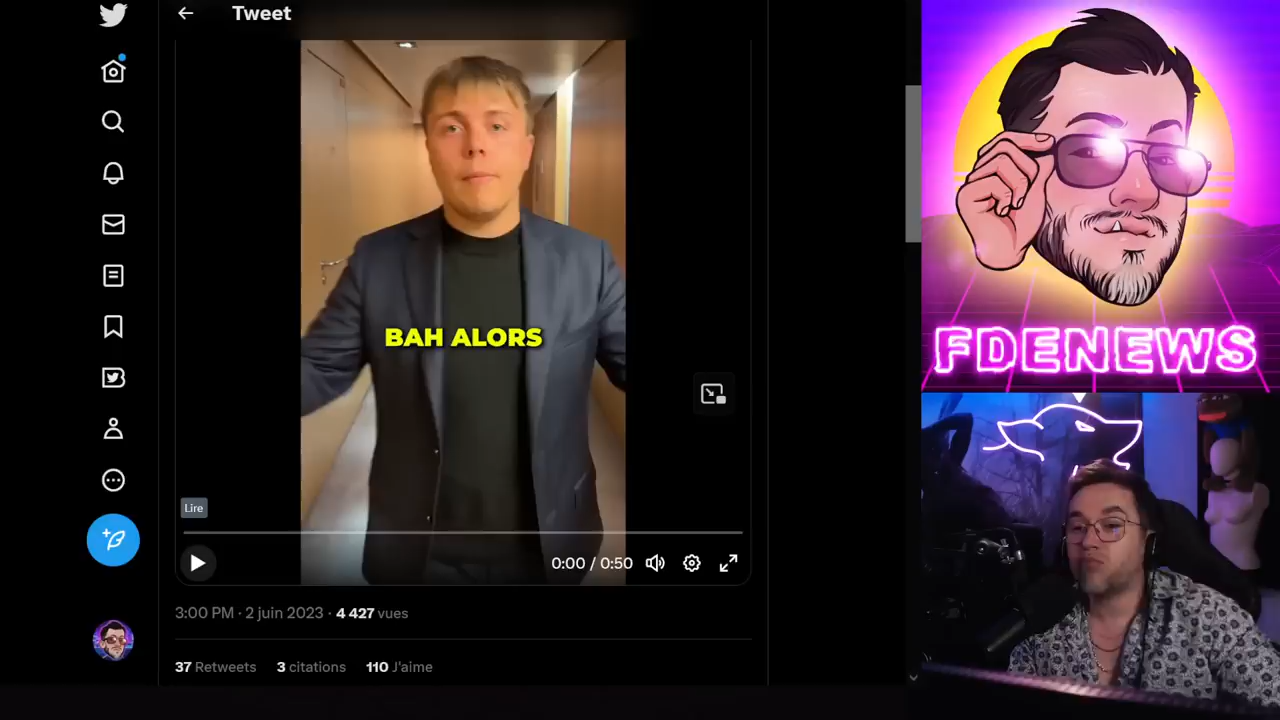 Tweet
BAH ALORS
Lire
0:00 / 0:50
3:00 PM · 2 juin 2023 · 4 427 vues
37 Retweets 3 citations 110 J'aime
FDENEWS